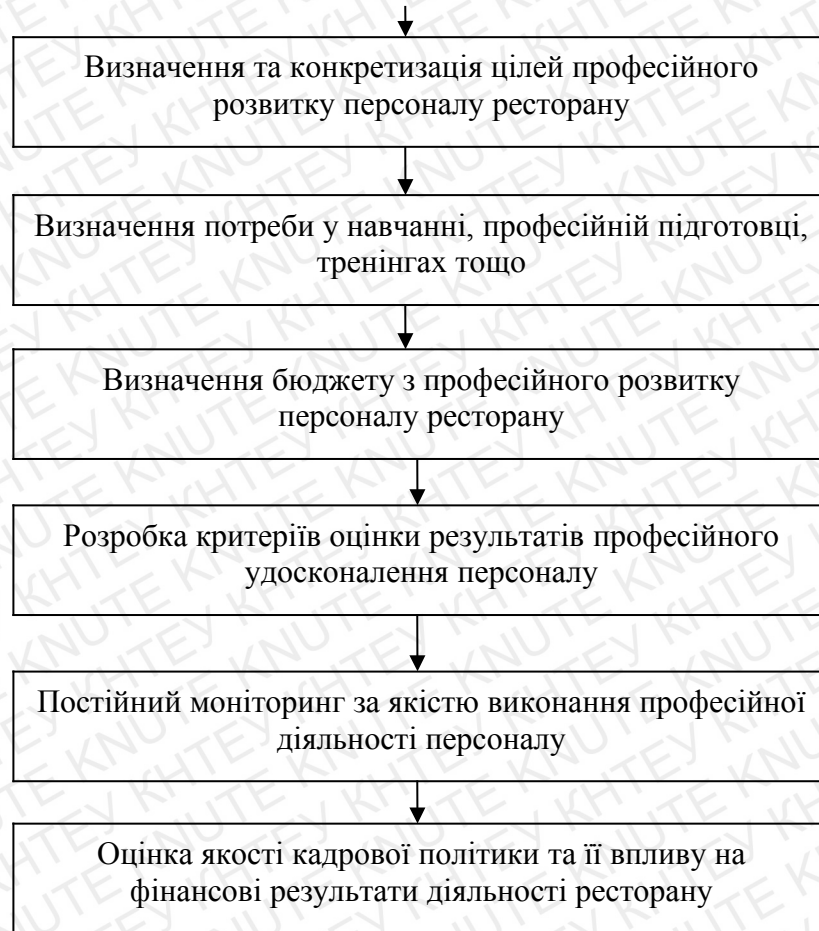 Визначення та конкретизація цілей професійного
розвитку персоналу ресторану
Визначення потреби у навчанні, професійній підготовці,
тренінгах тощо
Визначення бюджету з професійного розвитку
персоналу ресторану
Розробка критеріїв оцінки результатів професійного
удосконалення персоналу
Постійний моніторинг за якістю виконання професійної
діяльності персоналу
Оцінка якості кадрової політики та її впливу на
фінансові результати діяльності ресторану